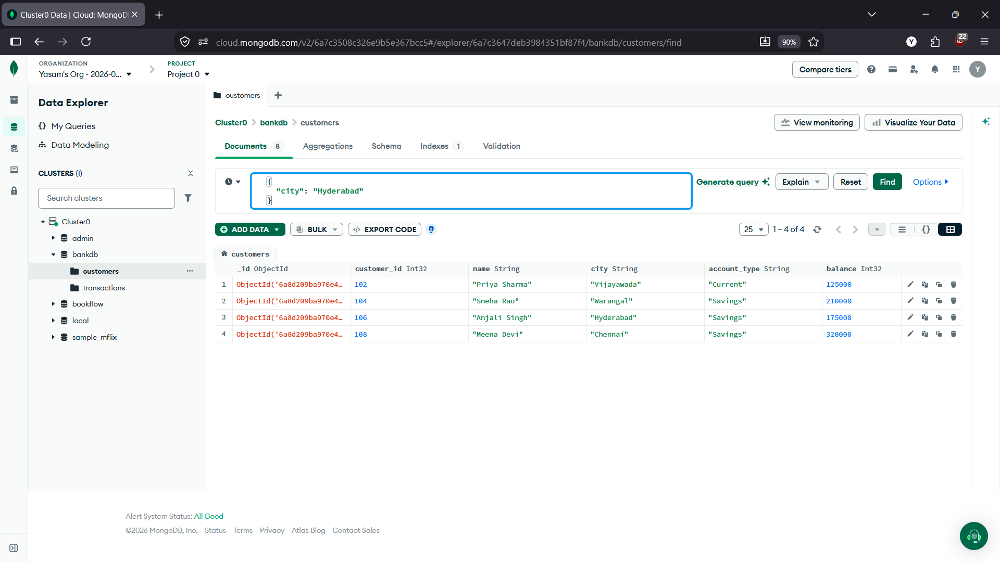 Cluster0 Data | Cloud: MongoD
cloud.mongodb.com/v2/6a7c3508c326e9b5e367bcc5#/explorer/6a7c3647deb3984351bf87f4/bankdb/customers/find
90%
Y
22
ORGANIZATION
Yasam's Org - 2026-0...
PROJECT
Project 0
Compare tiers
Y
Data Explorer
My Queries
Data Modeling
CLUSTERS (1)
Search clusters
Cluster0
admin
bankdb
customers
transactions
bookflow
local
sample_mflix
customers
Cluster0 > bankdb > customers
View monitoring
Visualize Your Data
Documents 8
Aggregations
Schema
Indexes 1
Validation
{
"city": "Hyderabad"
}
Generate query
Explain
Reset
Find
Options
ADD DATA
BULK
EXPORT CODE
25
1 – 4 of 4
customers
_id ObjectId customer_id Int32 name String city String account_type String balance Int32
1 ObjectId('6a8d209ba970e4… 102 "Priya Sharma" "Vijayawada" "Current" 125000
2 ObjectId('6a8d209ba970e4… 104 "Sneha Rao" "Warangal" "Savings" 210000
3 ObjectId('6a8d209ba970e4… 106 "Anjali Singh" "Hyderabad" "Savings" 175000
4 ObjectId('6a8d209ba970e4… 108 "Meena Devi" "Chennai" "Savings" 320000
Alert System Status: All Good
©2026 MongoDB, Inc. Status Terms Privacy Atlas Blog Contact Sales